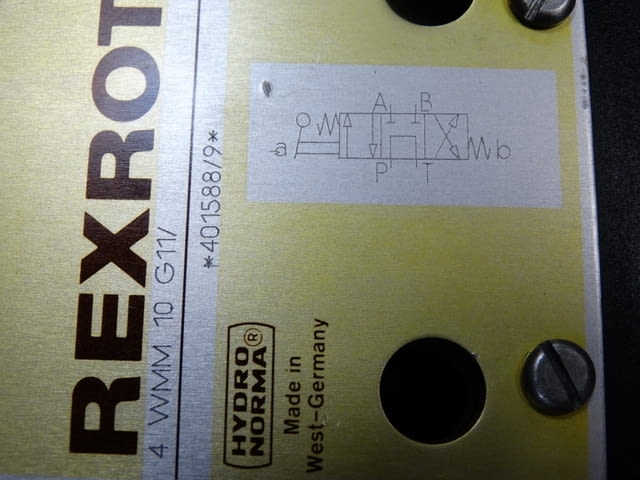 REXROT
4 WMM 10 G11/
*401588/9*
A B
a b
P T
HYDRO
NORMA®
Made in
West-Germany